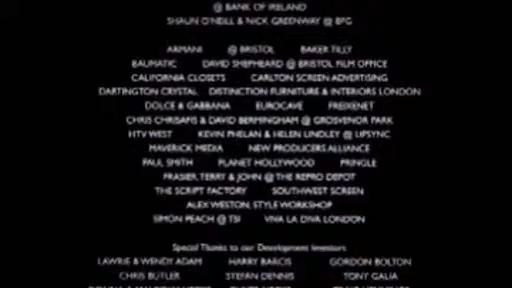 @ BANK OF IRELAND
SHAUN O'NEILL & NICK GREENWAY @ BFG
ARMANI @ BRISTOL BAKER TILLY
BAUMATIC DAVID SHEPHEARD @ BRISTOL FILM OFFICE
CALIFORNIA CLOSETS CARLTON SCREEN ADVERTISING
DARTINGTON CRYSTAL DISTINCTION FURNITURE & INTERIORS LONDON
DOLCE & GABBANA EUROCAVE FREIXENET
CHRIS CHRISAFIS & DAVID BERMINGHAM @ GROSVENOR PARK
HTV WEST KEVIN PHELAN & HELEN LINDLEY @ LIPSYNC
MAVERICK MEDIA NEW PRODUCERS ALLIANCE
PAUL SMITH PLANET HOLLYWOOD PRINGLE
FRASIER, TERRY & JOHN @ THE REPRO DEPOT
THE SCRIPT FACTORY SOUTHWEST SCREEN
ALEX WESTON, STYLE WORKSHOP
SIMON PEACH @ TSI VIVA LA DIVA LONDON
Special Thanks to our Development Investors
LAWRIE & WENDY ADAM HARRY BARCIS GORDON BOLTON
CHRIS BUTLER STEFAN DENNIS TONY GALIA